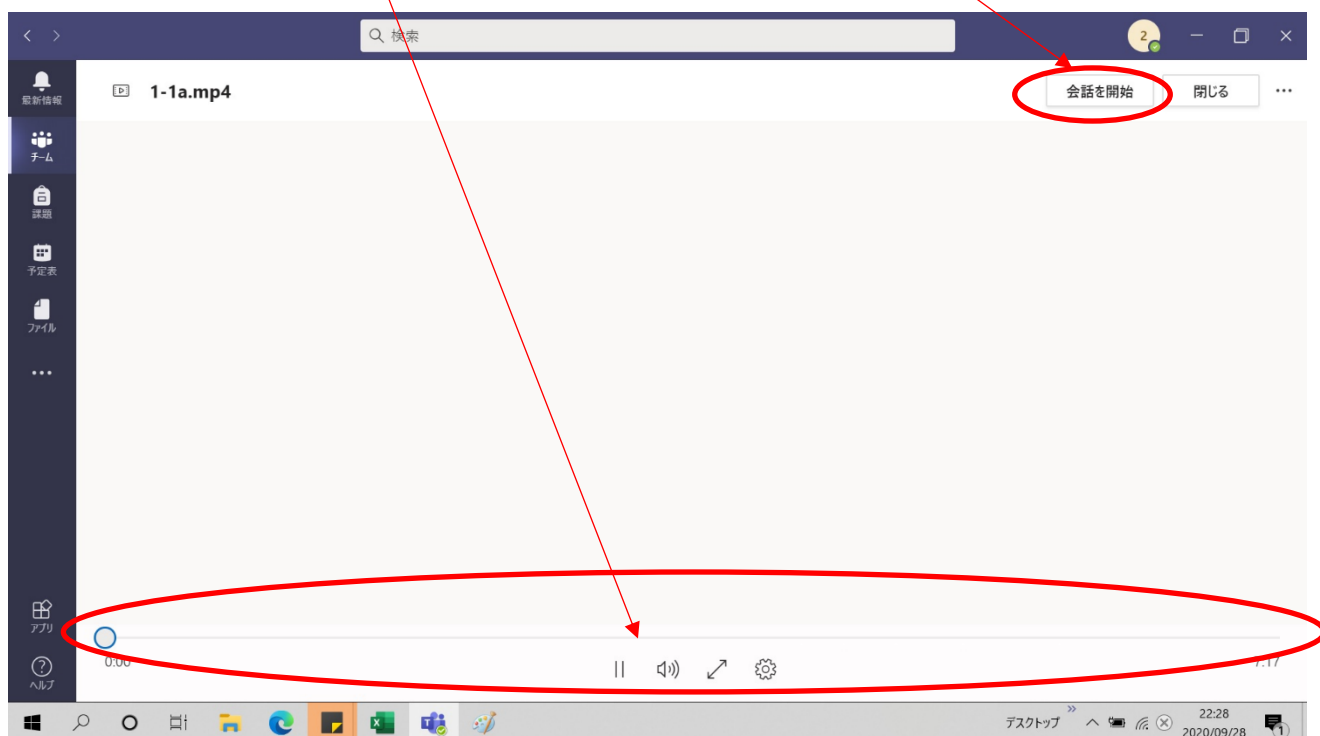 検索
2
最新情報
1-1a.mp4
会話を開始
閉じる
チーム
課題
予定表
ファイル
アプリ
ヘルプ
0:00
7:17
デスクトップ
22:28
2020/09/28
1